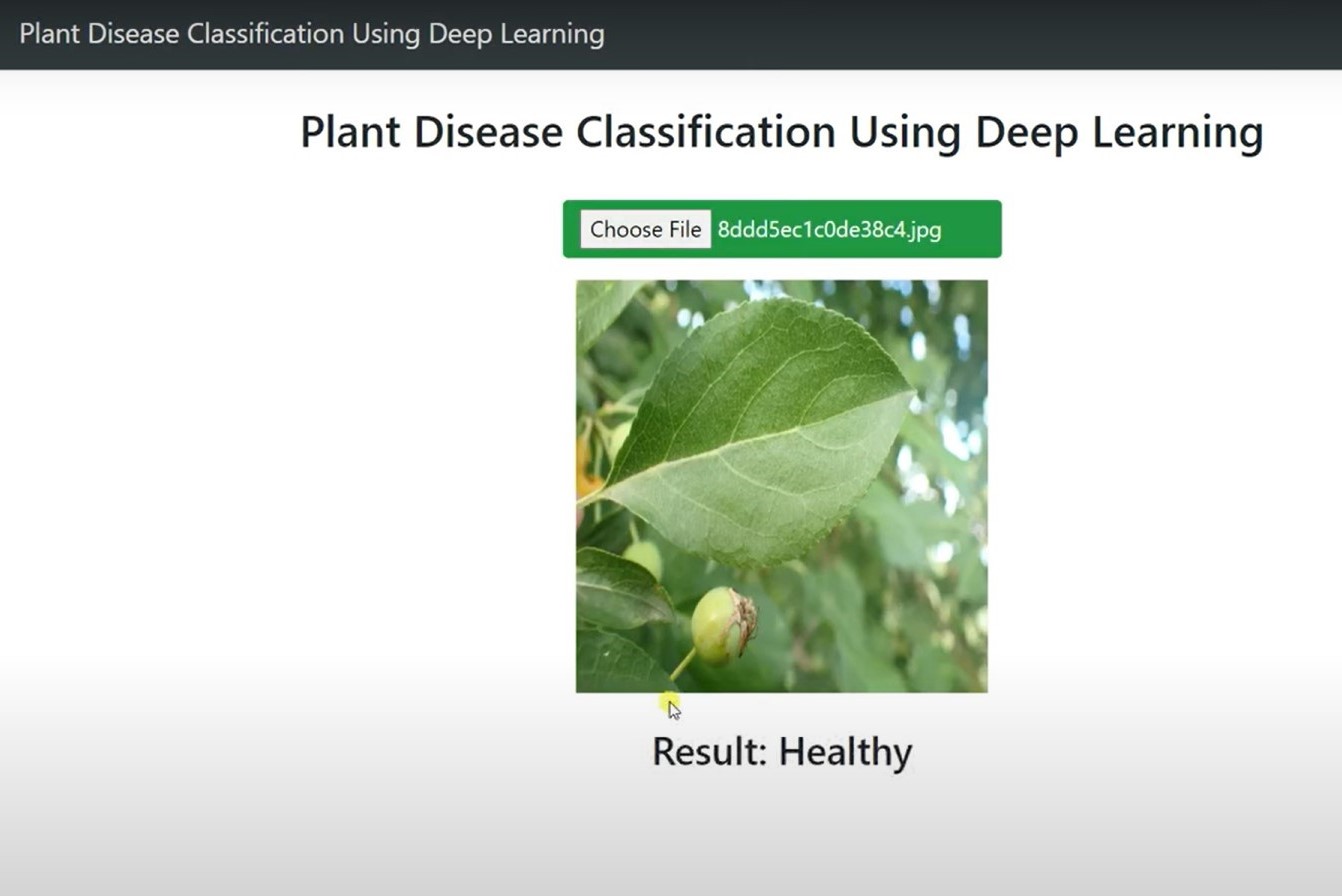 Plant Disease Classification Using Deep Learning
Plant Disease Classification Using Deep Learning
Choose File 8ddd5ec1c0de38c4.jpg
Result: Healthy